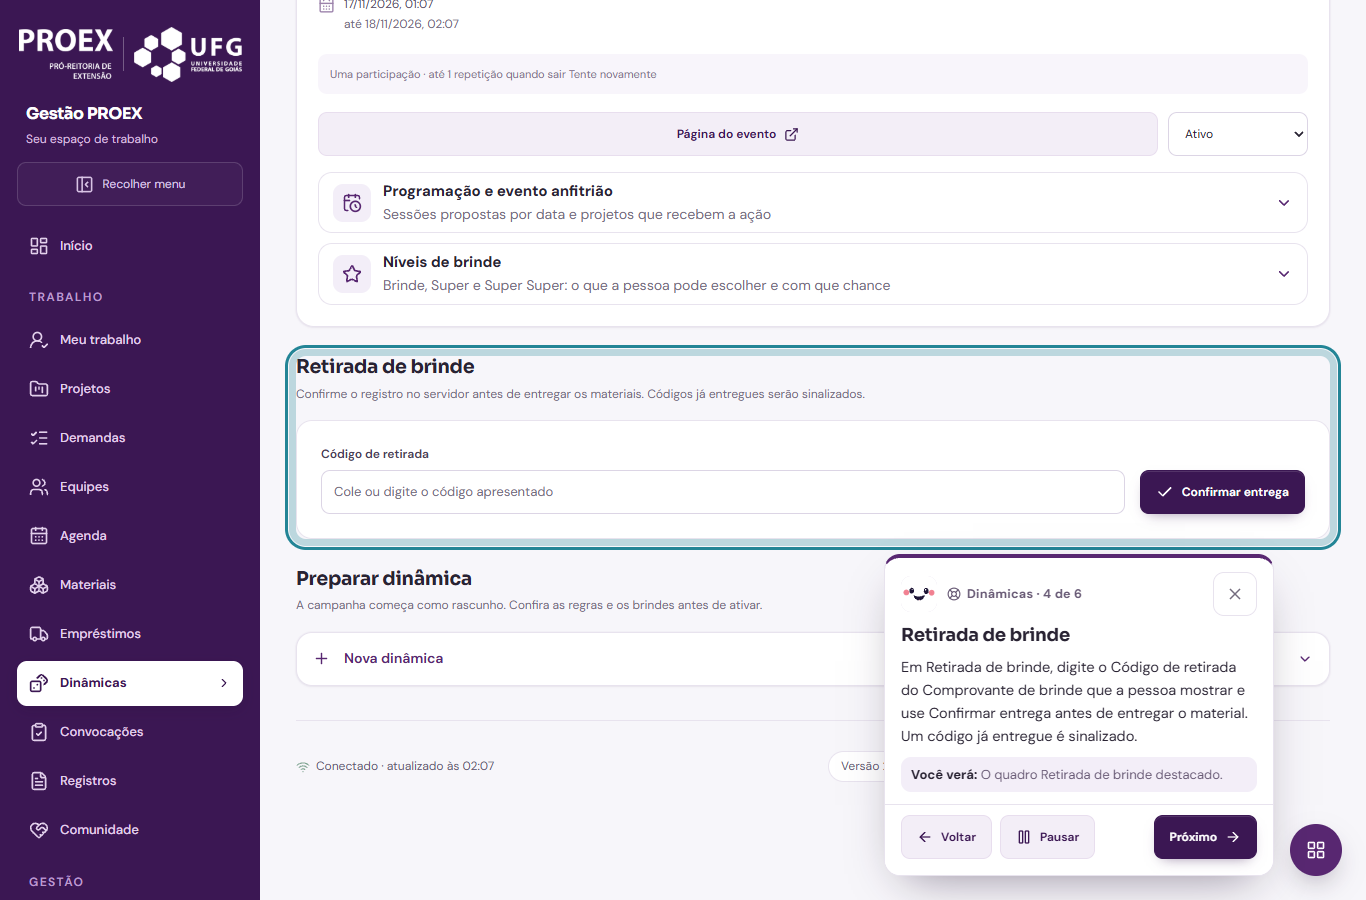 PROEX
PRÓ-REITORIA DE
EXTENSÃO
UFG
UNIVERSIDADE
FEDERAL DE GOIÁS
Gestão PROEX
Seu espaço de trabalho
Recolher menu
Início
TRABALHO
Meu trabalho
Projetos
Demandas
Equipes
Agenda
Materiais
Empréstimos
Dinâmicas
Convocações
Registros
Comunidade
GESTÃO
17/11/2026, 01:07
até 18/11/2026, 02:07
Uma participação · até 1 repetição quando sair Tente novamente
Página do evento
Ativo
Programação e evento anfitrião
Sessões propostas por data e projetos que recebem a ação
Níveis de brinde
Brinde, Super e Super Super: o que a pessoa pode escolher e com que chance
Retirada de brinde
Confirme o registro no servidor antes de entregar os materiais. Códigos já entregues serão sinalizados.
Código de retirada
Cole ou digite o código apresentado
Confirmar entrega
Preparar dinâmica
A campanha começa como rascunho. Confira as regras e os brindes antes de ativar.
Nova dinâmica
Conectado · atualizado às 02:07
Versão
Dinâmicas · 4 de 6
Retirada de brinde
Em Retirada de brinde, digite o Código de retirada
do Comprovante de brinde que a pessoa mostrar e
use Confirmar entrega antes de entregar o material.
Um código já entregue é sinalizado.
Você verá: O quadro Retirada de brinde destacado.
Voltar
Pausar
Próximo